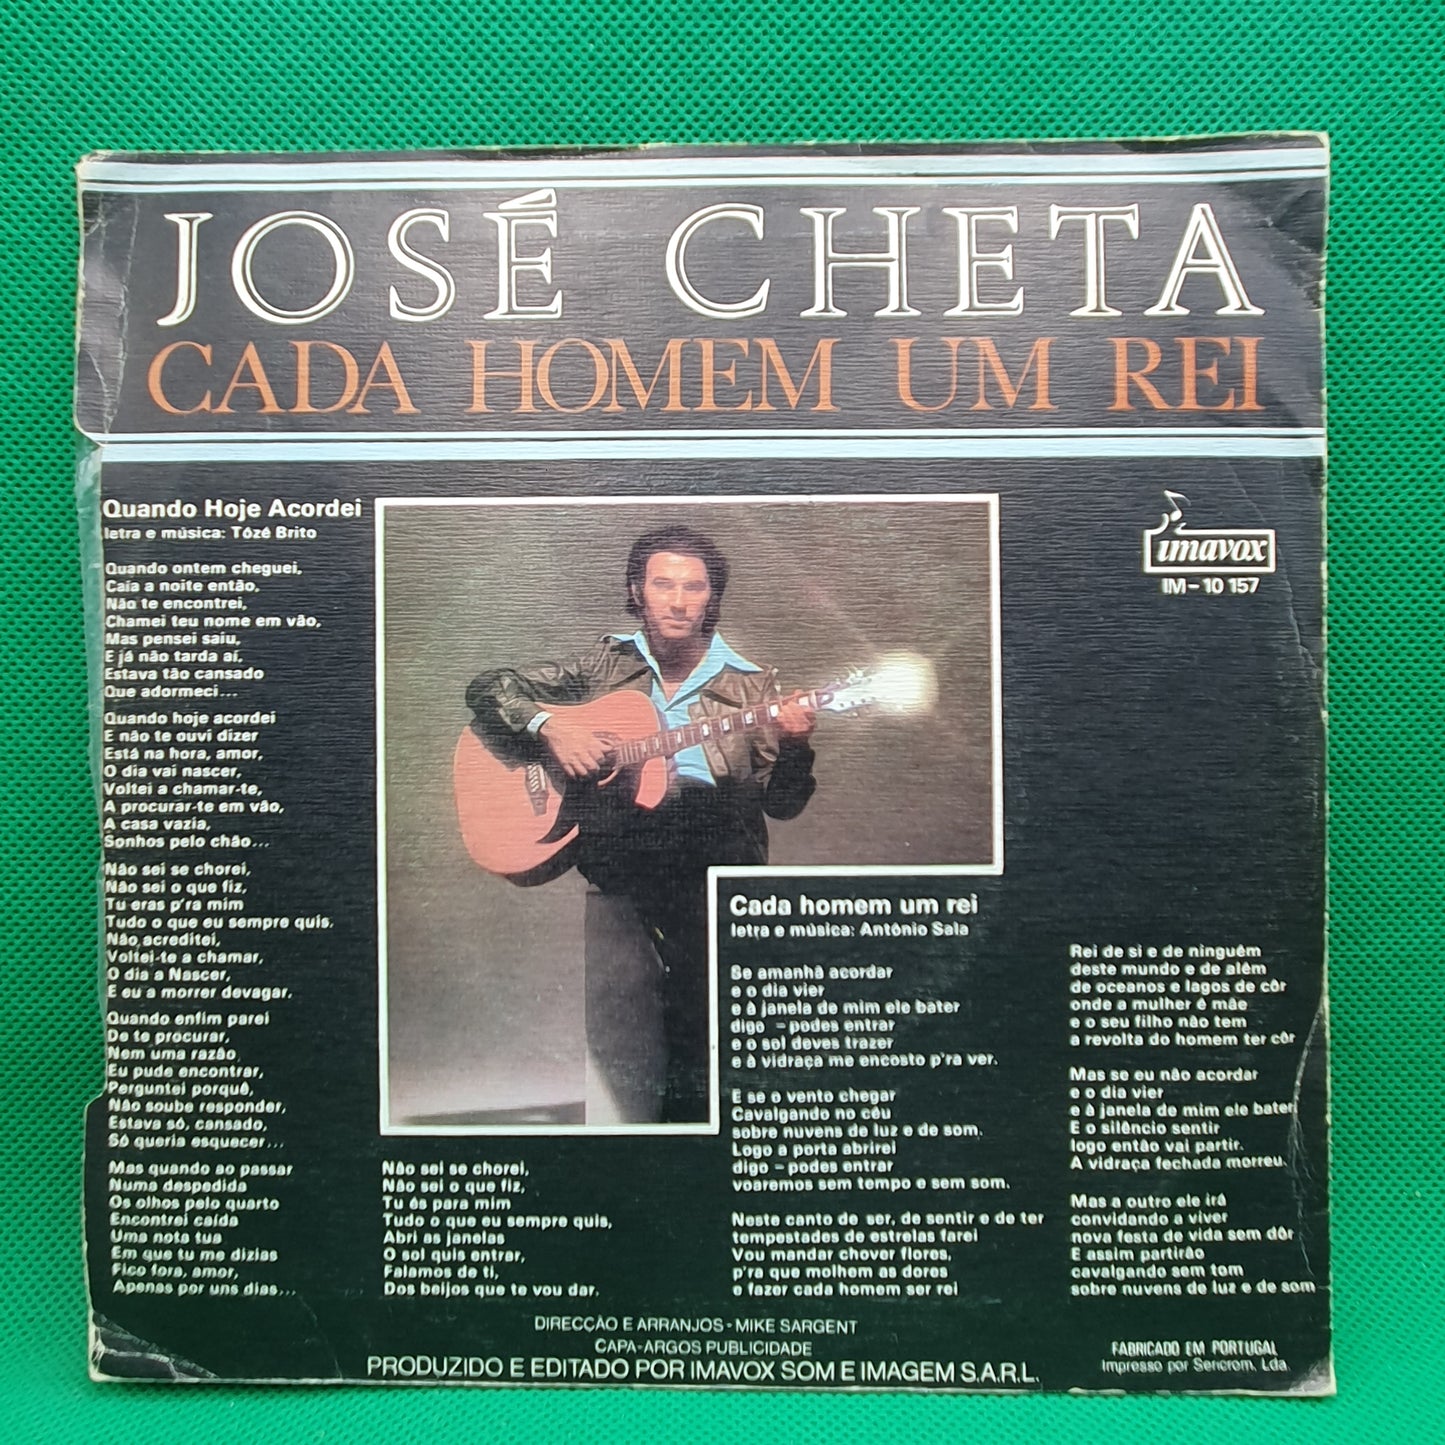 JOSÉ CHETA
CADA HOMEM UM REI
Quando Hoje Acordei
letra e música: Tózé Brito
Quando ontem cheguei,
Caía a noite então,
Não te encontrei,
Chamei teu nome em vão,
Mas pensei saiu,
E já não tarda aí,
Estava tão cansado
Que adormeci...
Quando hoje acordei
E não te ouvi dizer
Está na hora, amor,
O dia vai nascer,
Voltei a chamar-te,
A procurar-te em vão,
A casa vazia,
Sonhos pelo chão...
Não sei se chorei,
Não sei o que fiz,
Tu eras p'ra mim
Tudo o que eu sempre quis.
Não acreditei,
Voltei-te a chamar,
O dia a Nascer,
E eu a morrer devagar.
Quando enfim parei
De te procurar,
Nem uma razão
Eu pude encontrar,
Perguntei porquê,
Não soube responder,
Estava só, cansado,
Só queria esquecer...
Mas quando ao passar
Numa despedida
Os olhos pelo quarto
Encontrei caída
Uma nota tua
Em que tu me dizias
Fico fora, amor,
Apenas por uns dias...
Não sei se chorei,
Não sei o que fiz,
Tu és para mim
Tudo o que eu sempre quis,
Abri as janelas
O sol quis entrar,
Falamos de ti,
Dos beijos que te vou dar.
imavox
IM-10 157
Cada homem um rei
letra e música: António Sala
Se amanhã acordar
e o dia vier
e à janela de mim ele bater
digo - podes entrar
e o sol deves trazer
e à vidraça me encosto p'ra ver.
E se o vento chegar
Cavalgando no céu
sobre nuvens de luz e de som.
Logo a porta abrirei
digo - podes entrar
voaremos sem tempo e sem som.
Neste canto de ser, de sentir e de ter
tempestades de estrelas farei
Vou mandar chover flores,
p'ra que molhem as dores
e fazer cada homem ser rei
Rei de si e de ninguém
deste mundo e de além
de oceanos e lagos de côr
onde a mulher é mãe
e o seu filho não tem
a revolta do homem ter côr
Mas se eu não acordar
e o dia vier
e à janela de mim ele bater
E o silêncio sentir
logo então vai partir.
A vidraça fechada morreu.
Mas a outro ele irá
convidando a viver
nova festa de vida sem dôr
E assim partirão
cavalgando sem tom
sobre nuvens de luz e de som
DIRECÇÃO E ARRANJOS - MIKE SARGENT
CAPA-ARGOS PUBLICIDADE
PRODUZIDO E EDITADO POR IMAVOX SOM E IMAGEM S.A.R.L.
FABRICADO EM PORTUGAL
Impresso por Sericrom, Lda.